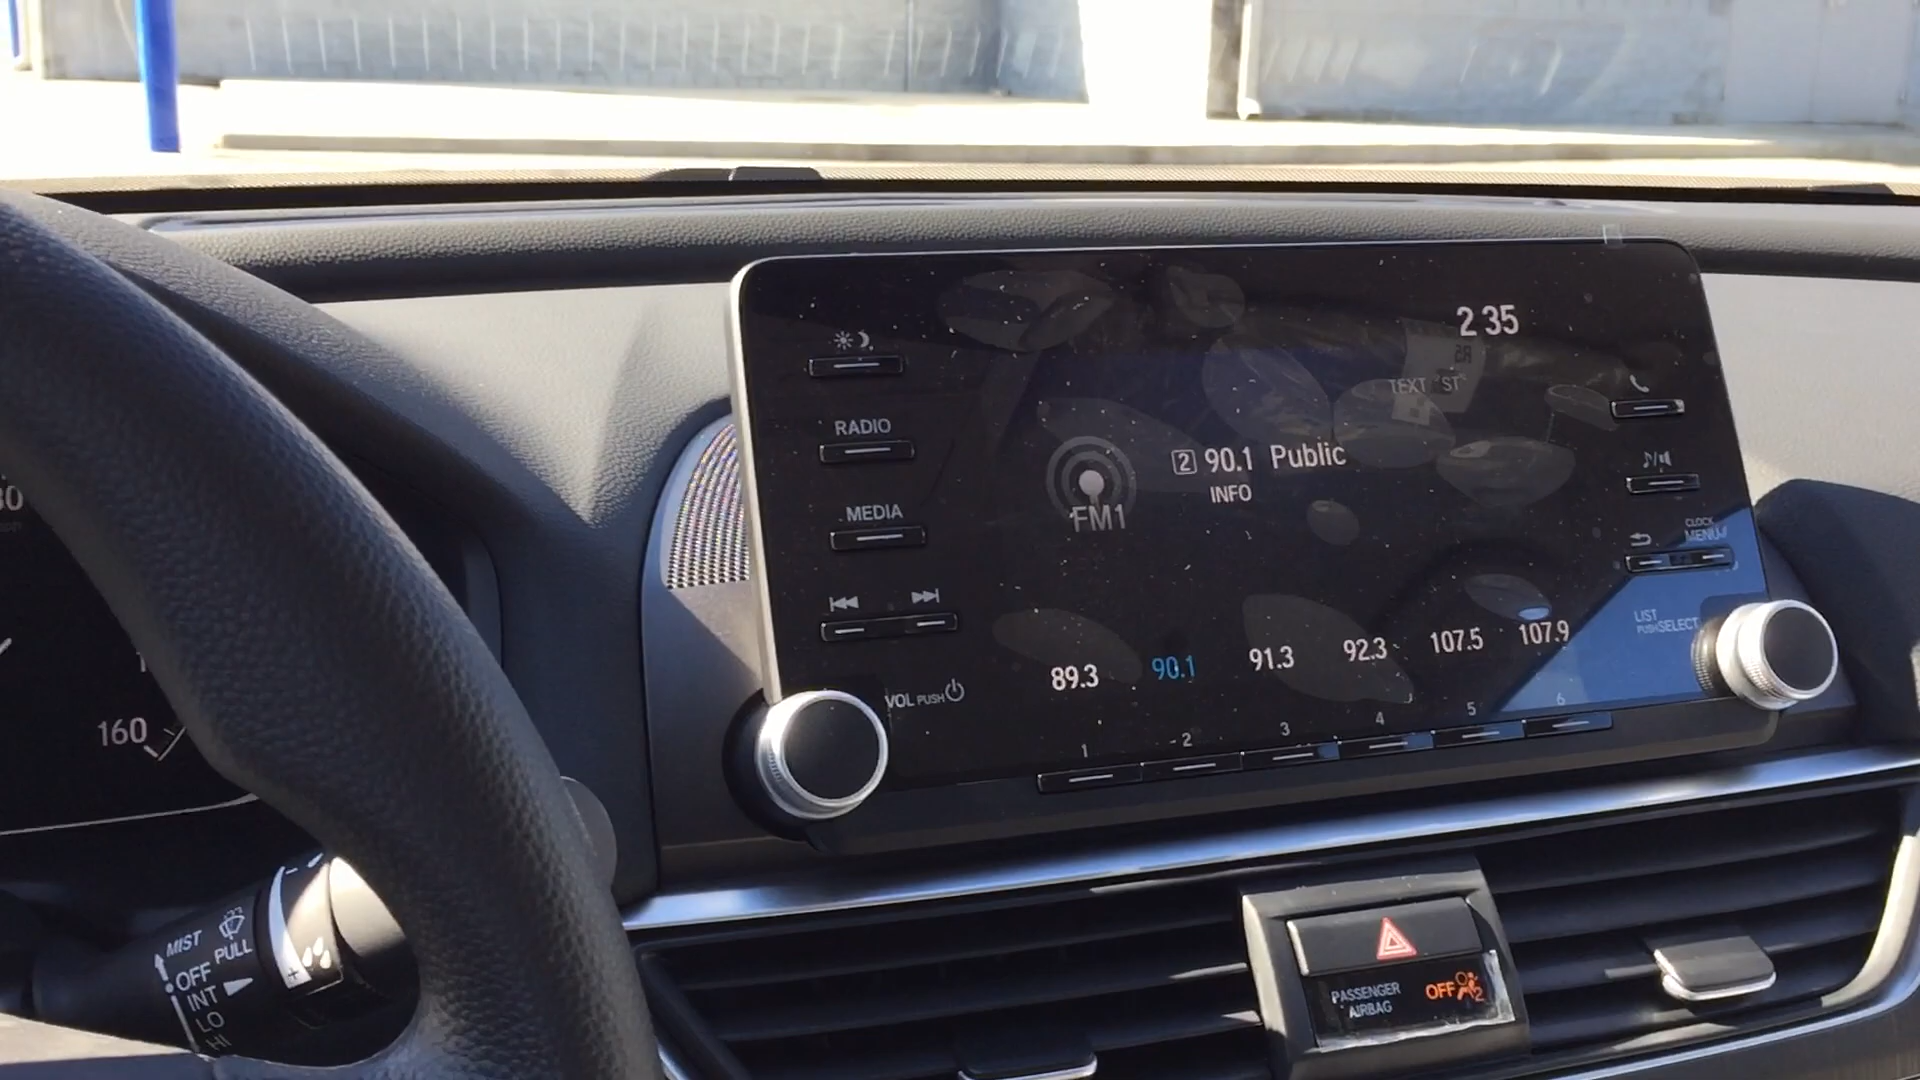 2 35
TEXT
RADIO
2 90.1 Public
INFO
FM1
MEDIA
CLOCK
MENU
LIST
PUSH SELECT
89.3 90.1 91.3 92.3 107.5 107.9
VOL PUSH
1 2 3 4 5 6
160
MIST
PULL
OFF
INT
LO
HI
PASSENGER
AIRBAG
OFF
2